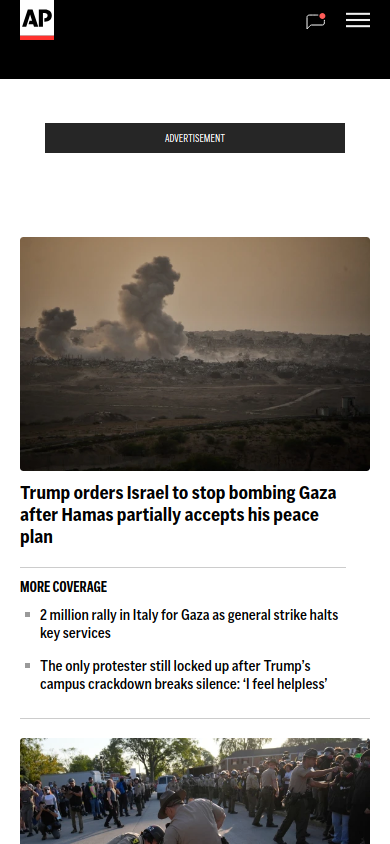 AP
ADVERTISEMENT
Trump orders Israel to stop bombing Gaza
after Hamas partially accepts his peace
plan
MORE COVERAGE
2 million rally in Italy for Gaza as general strike halts
key services
The only protester still locked up after Trump’s
campus crackdown breaks silence: ‘I feel helpless’